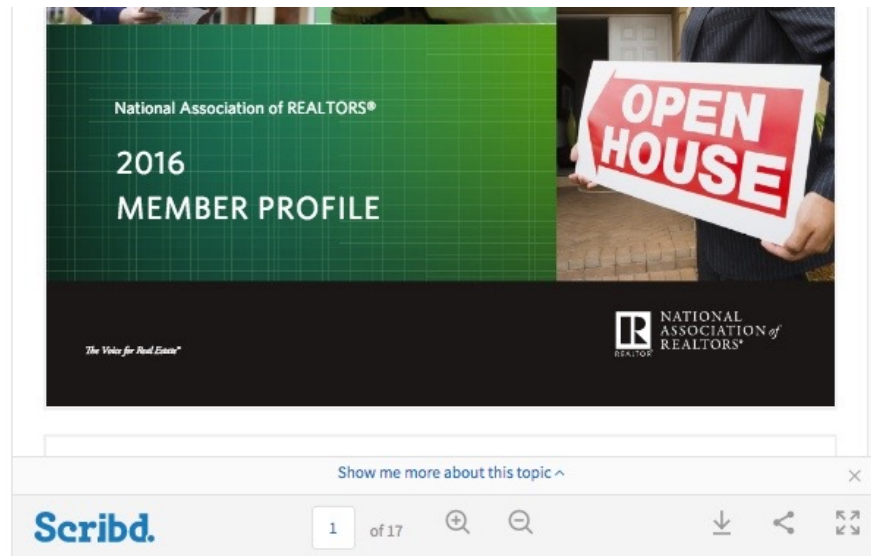 National Association of REALTORS®
2016
MEMBER PROFILE
OPEN
HOUSE
The Voice for Real Estate®
R
REALTOR®
NATIONAL
ASSOCIATION of
REALTORS®
Show me more about this topic
Scribd.
1 of 17